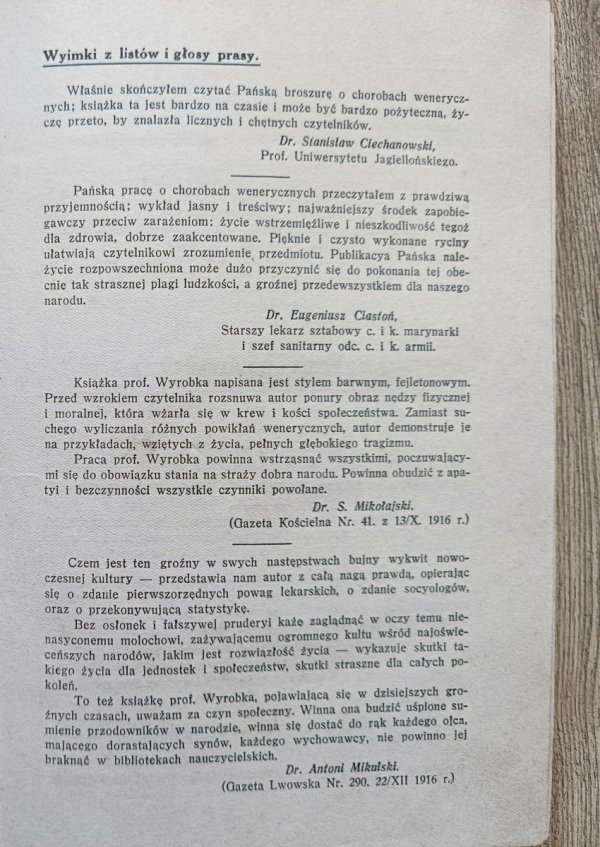 Wyimki z listów i głosy prasy.
Właśnie skończyłem czytać Pańską broszurę o chorobach wenerycz-
nych; książka ta jest bardzo na czasie i może być bardzo pożyteczną, ży-
czę przeto, by znalazła licznych i chętnych czytelników.
Dr. Stanisław Ciechanowski,
Prof. Uniwersytetu Jagiellońskiego.
Pańską pracę o chorobach wenerycznych przeczytałem z prawdziwą
przyjemnością; wykład jasny i treściwy; najważniejszy środek zapobie-
gawczy przeciw zarażeniom: życie wstrzemięźliwe i nieszkodliwość tegoż
dla zdrowia, dobrze zaakcentowane. Pięknie i czysto wykonane ryciny
ułatwiają czytelnikowi zrozumienie przedmiotu. Publikacya Pańska nale-
życie rozpowszechniona może dużo przyczynić się do pokonania tej obe-
cnie tak strasznej plagi ludzkości, a groźnej przedewszystkiem dla naszego
narodu.
Dr. Eugeniusz Ciastoń,
Starszy lekarz sztabowy c. i k. marynarki
i szef sanitarny odc. c. i k. armii.
Książka prof. Wyrobka napisana jest stylem barwnym, fejletonowym.
Przed wzrokiem czytelnika rozsnuwa autor ponury obraz nędzy fizycznej
i moralnej, która wżarła się w krew i kości społeczeństwa. Zamiast su-
chego wyliczania różnych powikłań wenerycznych, autor demonstruje je
na przykładach, wziętych z życia, pełnych głębokiego tragizmu.
Praca prof. Wyrobka powinna wstrząsnąć wszystkimi, poczuwający-
mi się do obowiązku stania na straży dobra narodu. Powinna obudzić z apa-
tyi i bezczynności wszystkie czynniki powołane.
Dr. S. Mikołajski.
(Gazeta Kościelna Nr. 41. z 13/X. 1916 r.)
Czem jest ten groźny w swych następstwach bujny wykwit nowo-
czesnej kultury — przedstawia nam autor z całą nagą prawdą, opierając
się o zdanie pierwszorzędnych powag lekarskich, o zdanie socyologów,
oraz o przekonywującą statystykę.
Bez osłonek i fałszywej pruderyi każe zaglądnąć w oczy temu nie-
nasyconemu molochowi, zażywającemu ogromnego kultu wśród najoświe-
ceńszych narodów, jakim jest rozwiązłość życia — wykazuje skutki ta-
kiego życia dla jednostek i społeczeństw, skutki straszne dla całych po-
koleń.
To też książkę prof. Wyrobka, pojawiającą się w dzisiejszych gro-
źnych czasach, uważam za czyn społeczny. Winna ona budzić uśpione su-
mienie przodowników w narodzie, winna się dostać do rąk każdego ojca,
mającego dorastających synów, każdego wychowawcy, nie powinno jej
braknąć w bibliotekach nauczycielskich.
Dr. Antoni Mikulski.
(Gazeta Lwowska Nr. 290. 22/XII 1916 r.)